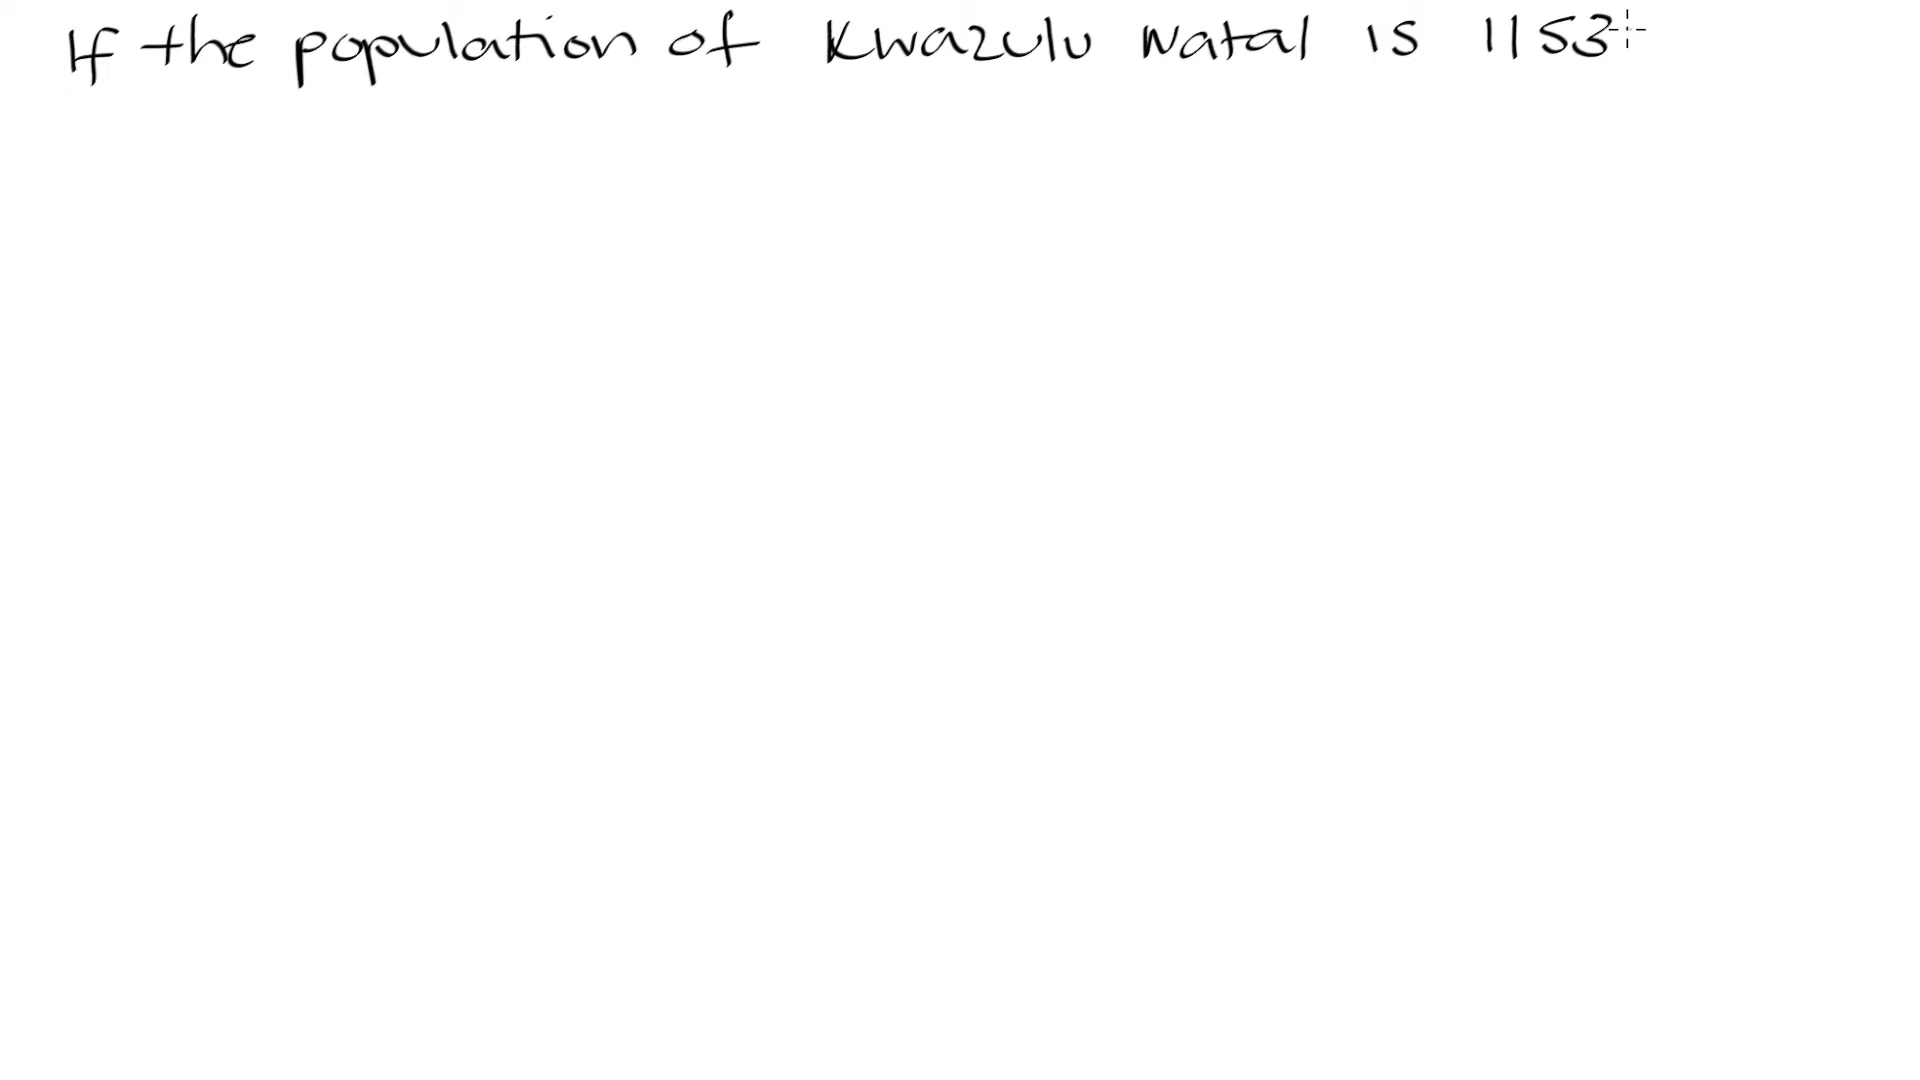 If the population of Kwazulu Natal is 1153